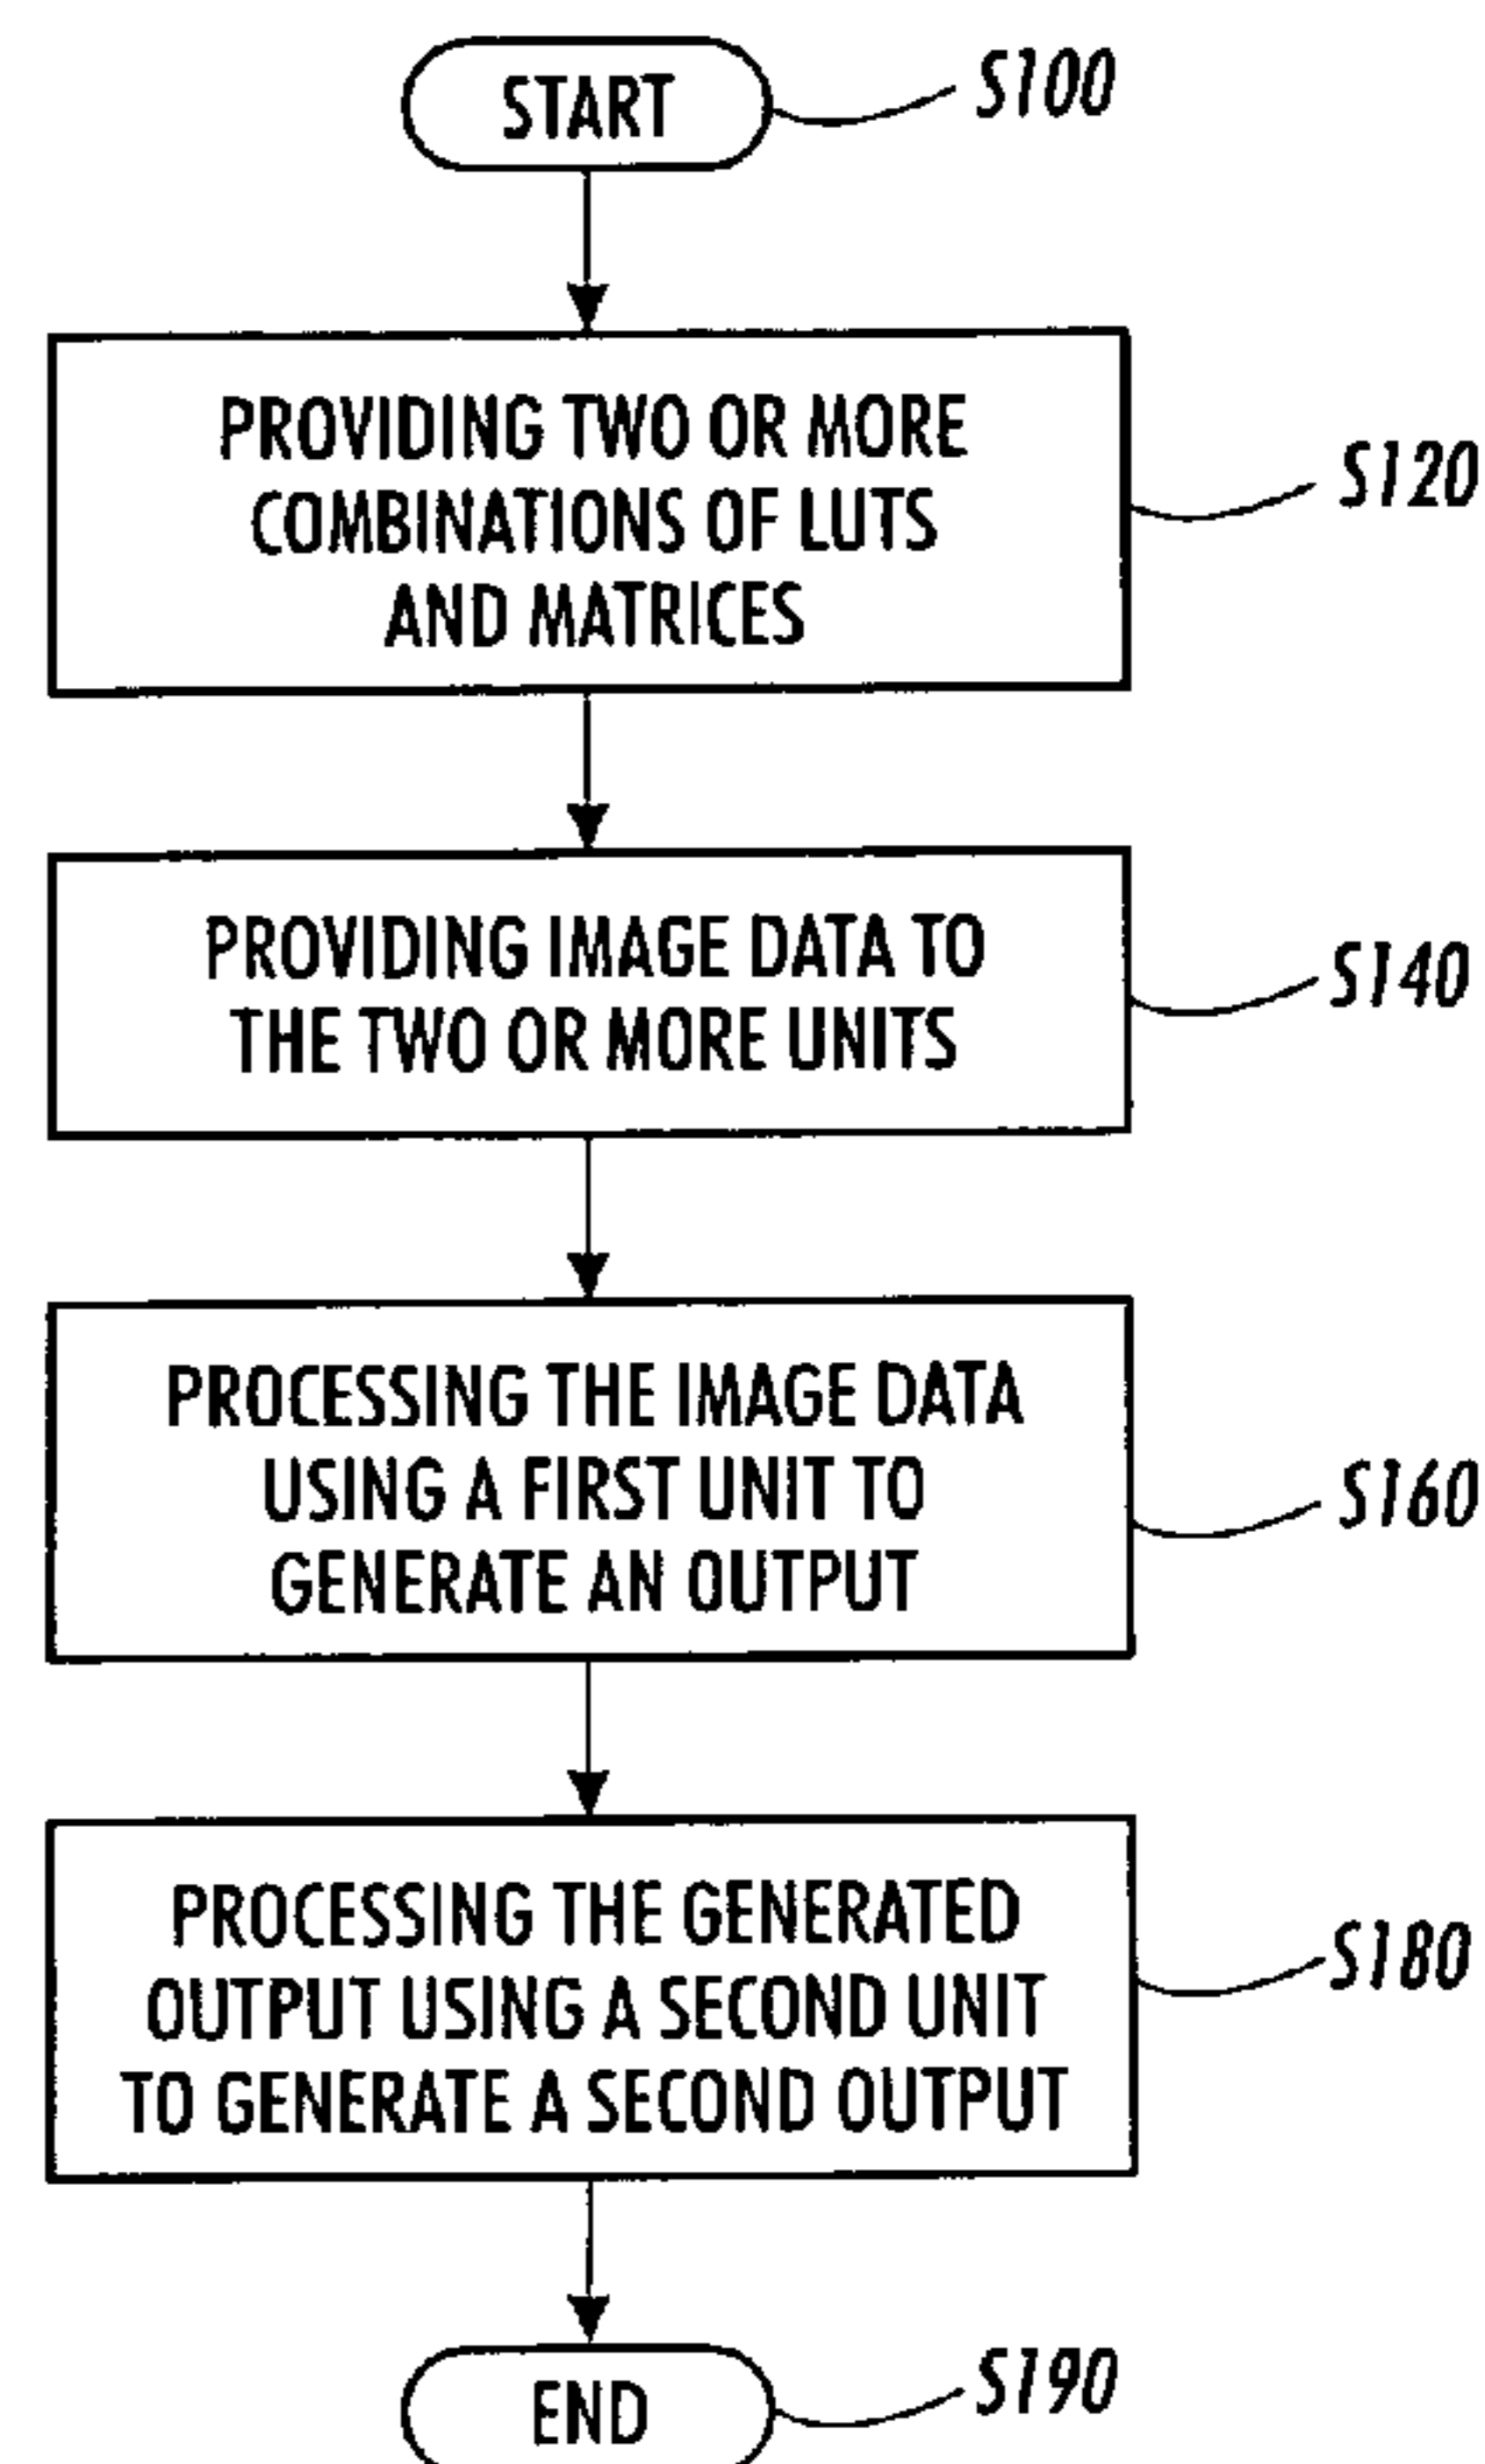 START
S100
PROVIDING TWO OR MORE
COMBINATIONS OF LUTS
AND MATRICES
S120
PROVIDING IMAGE DATA TO
THE TWO OR MORE UNITS
S140
PROCESSING THE IMAGE DATA
USING A FIRST UNIT TO
GENERATE AN OUTPUT
S160
PROCESSING THE GENERATED
OUTPUT USING A SECOND UNIT
TO GENERATE A SECOND OUTPUT
S180
END
S190